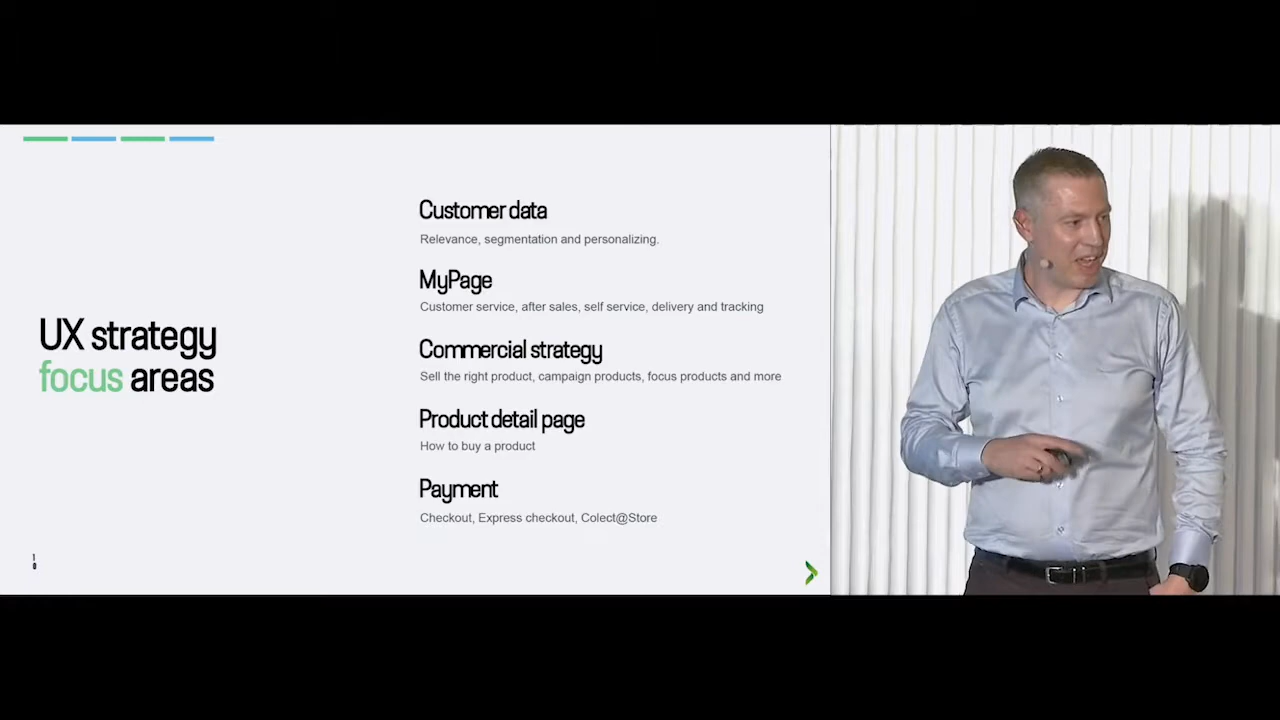 UX strategy
focus areas
Customer data
Relevance, segmentation and personalizing.
MyPage
Customer service, after sales, self service, delivery and tracking
Commercial strategy
Sell the right product, campaign products, focus products and more
Product detail page
How to buy a product
Payment
Checkout, Express checkout, Colect@Store
1
0